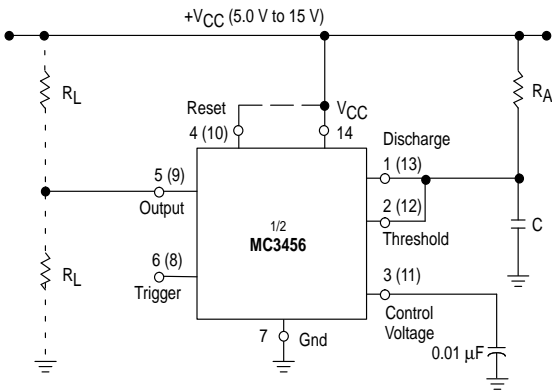 +VCC (5.0 V to 15 V)
RL
RA
Reset
VCC
4 (10)
14
Discharge
1 (13)
5 (9)
Output
2 (12)
Threshold
C
1/2
MC3456
6 (8)
Trigger
3 (11)
Control
Voltage
RL
7
Gnd
0.01 µF